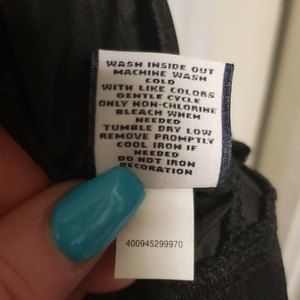 WASH INSIDE OUT
MACHINE WASH
COLD
WITH LIKE COLORS
GENTLE CYCLE
ONLY NON-CHLORINE
BLEACH WHEN
NEEDED
TUMBLE DRY LOW
REMOVE PROMPTLY
COOL IRON IF
NEEDED
DO NOT IRON
DECORATION
400945299970